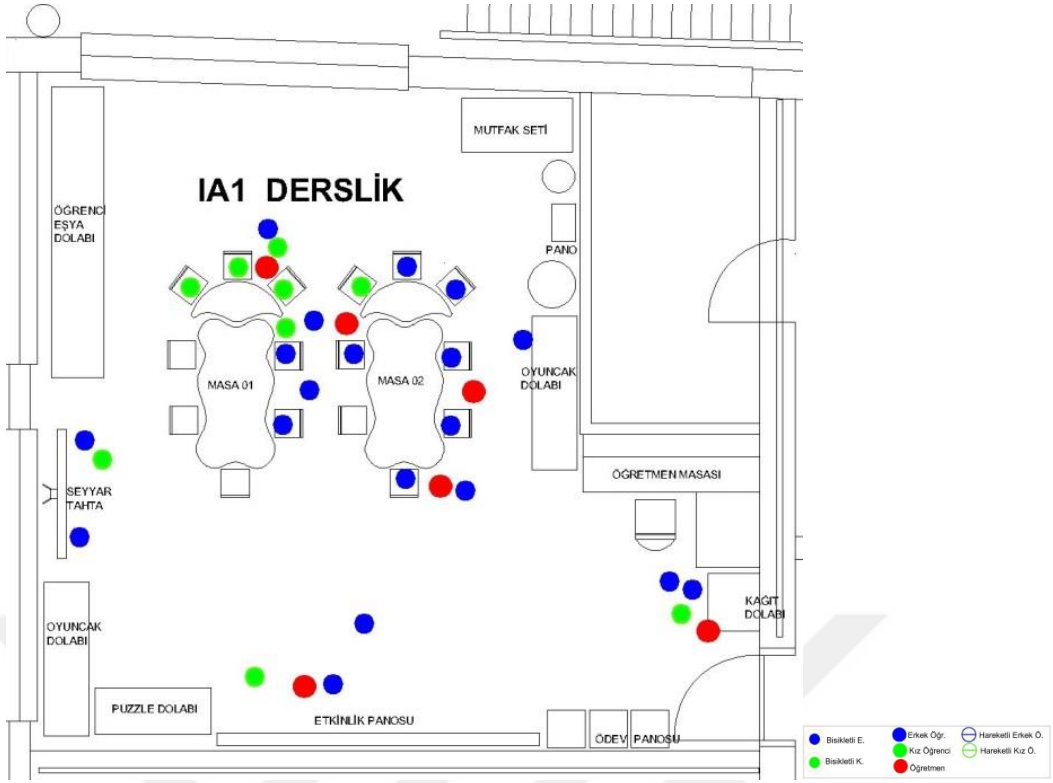 MUTFAK SETİ
IA1 DERSLİK
ÖĞRENCİ
EŞYA
DOLABI
PANO
MASA 01
MASA 02
OYUNCAK
DOLABI
SEYYAR
TAHTA
ÖĞRETMEN MASASI
OYUNCAK
DOLABI
KAĞIT
DOLABI
PUZZLE DOLABI
ETKİNLİK PANOSU
ÖDEV PANOSU
Bisikletli E.
Erkek Öğr.
Hareketli Erkek Ö.
Bisikletli K.
Kız Öğrenci
Hareketli Kız Ö.
Öğretmen